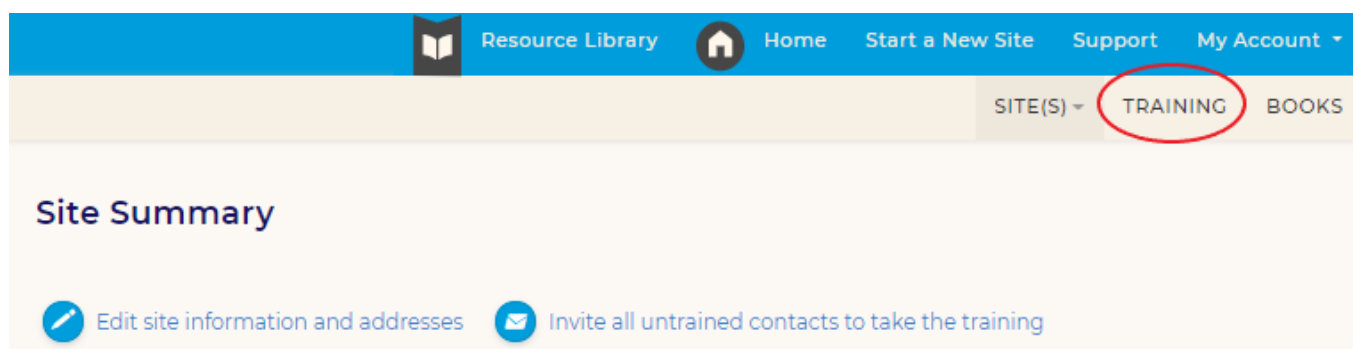 Resource Library Home Start a New Site Support My Account
SITE(S) TRAINING BOOKS
Site Summary
Edit site information and addresses Invite all untrained contacts to take the training